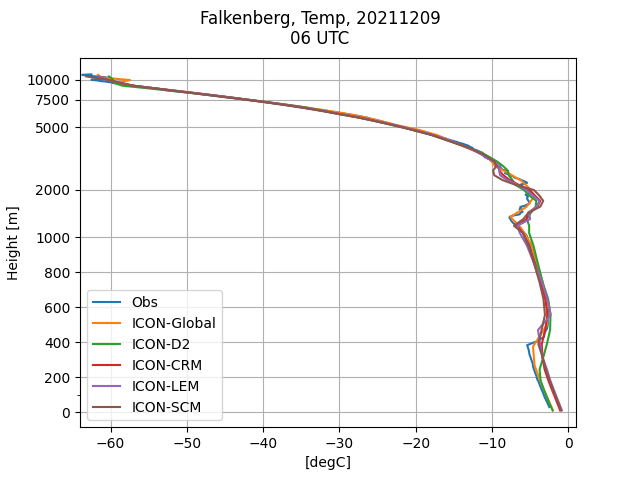 Falkenberg, Temp, 20211209
06 UTC
Height [m]
10000
7500
5000
2000
1000
800
600
400
200
0
Obs
ICON-Global
ICON-D2
ICON-CRM
ICON-LEM
ICON-SCM
−60 −50 −40 −30 −20 −10 0
[degC]